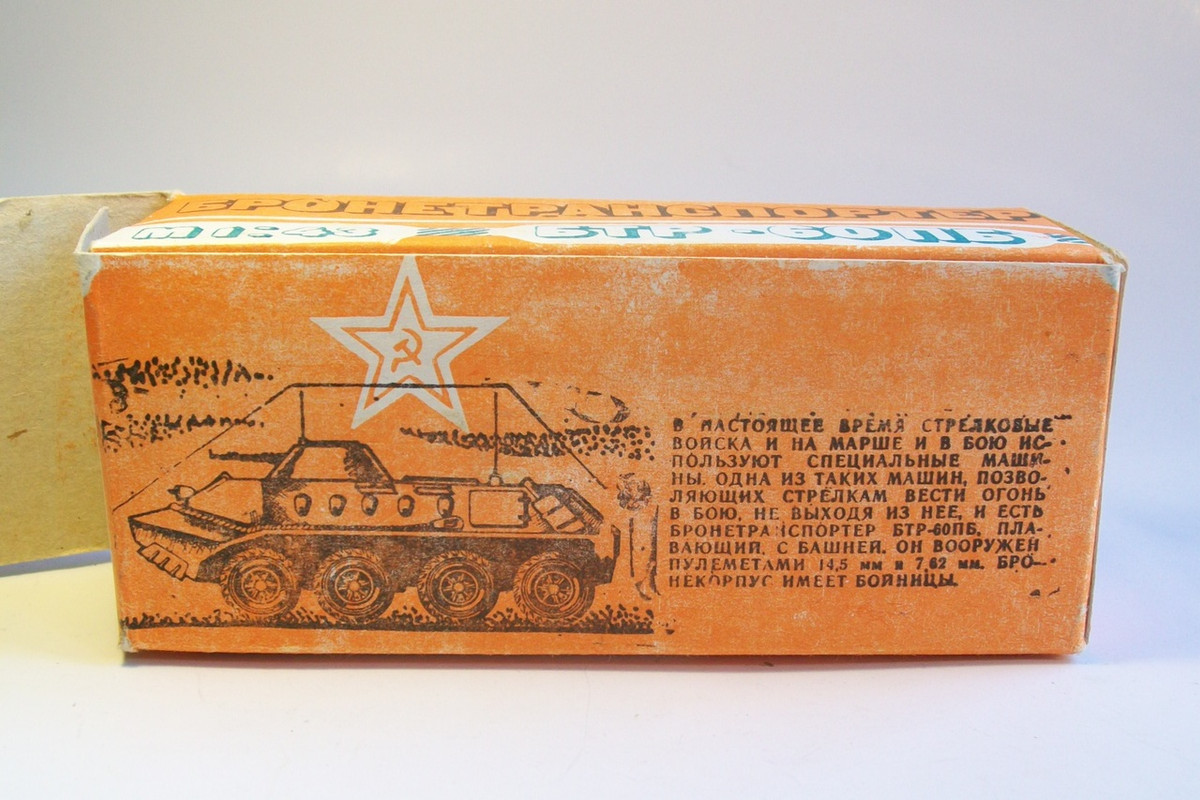 БРОНЕТРАНСПОРТЕР
М 1:43 БТР-60ПБ
В НАСТОЯЩЕЕ ВРЕМЯ СТРЕЛКОВЫЕ
ВОЙСКА И НА МАРШЕ И В БОЮ ИС-
ПОЛЬЗУЮТ СПЕЦИАЛЬНЫЕ МАШИ-
НЫ. ОДНА ИЗ ТАКИХ МАШИН, ПОЗВО-
ЛЯЮЩИХ СТРЕЛКАМ ВЕСТИ ОГОНЬ
В БОЮ, НЕ ВЫХОДЯ ИЗ НЕЕ, И ЕСТЬ
БРОНЕТРАНСПОРТЕР БТР-60ПБ, ПЛА-
ВАЮЩИЙ, С БАШНЕЙ. ОН ВООРУЖЕН
ПУЛЕМЕТАМИ 14,5 мм и 7,62 мм. БРО-
НЕКОРПУС ИМЕЕТ БОЙНИЦЫ.